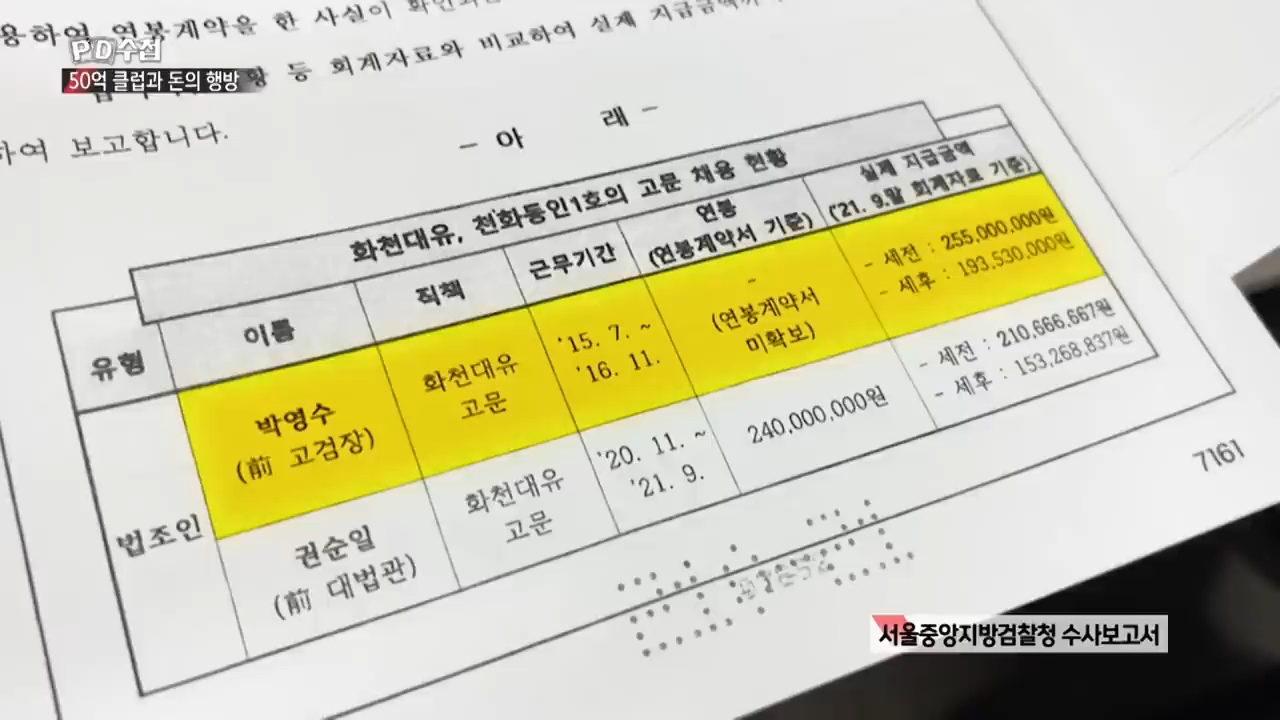 용하여 연봉계약을 한 사실이
PD수첩
50억 클럽과 돈의 행방
황 등 회계자료와 비교하여 실제 지급금액
하여 보고합니다.
- 아 래 -
화천대유, 천화동인1호의 고문 채용 현황
유형 이름 직책 근무기간 연봉 (연봉계약서 기준) 실제 지급금액 ('21. 9.말 회계자료 기준)
법조인
박영수
(前 고검장)
화천대유
고문
'15. 7. ~
'16. 11.
-
(연봉계약서
미확보)
- 세전 : 255,000,000원
- 세후 : 193,530,000원
권순일
(前 대법관)
화천대유
고문
'20. 11. ~
'21. 9.
240,000,000원
- 세전 : 210,666,667원
- 세후 : 153,268,837원
7161
서울중앙지방검찰청 수사보고서